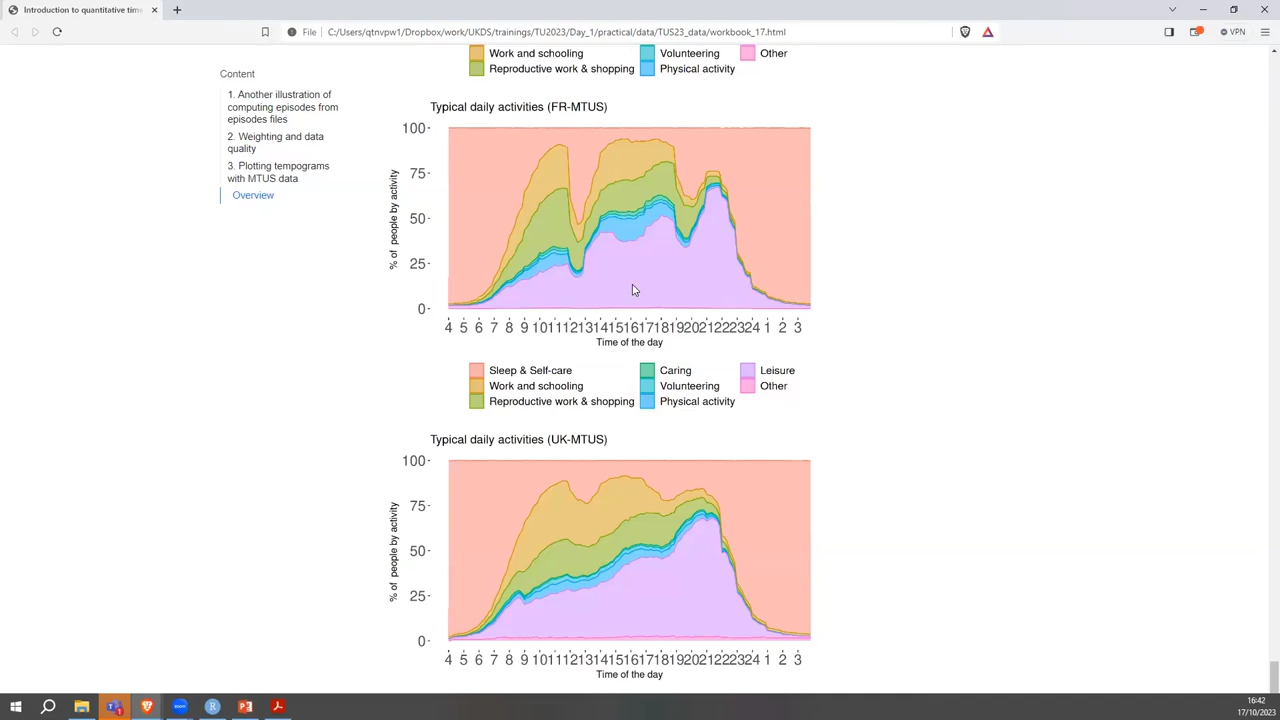 Introduction to quantitative tim
File
C:/Users/qtnvpw1/Dropbox/work/UKDS/trainings/TU2023/Day_1/practical/data/TUS23_data/workbook_17.html
VPN
Content
1. Another illustration of
computing episodes from
episodes files
2. Weighting and data
quality
3. Plotting tempograms
with MTUS data
Overview
Work and schooling Volunteering Other
Reproductive work & shopping Physical activity
Typical daily activities (FR-MTUS)
100
75
50
25
0
% of people by activity
4 5 6 7 8 9 10 11 12 13 14 15 16 17 18 19 20 21 22 23 24 1 2 3
Time of the day
Sleep & Self-care Caring Leisure
Work and schooling Volunteering Other
Reproductive work & shopping Physical activity
Typical daily activities (UK-MTUS)
100
75
50
25
0
% of people by activity
4 5 6 7 8 9 10 11 12 13 14 15 16 17 18 19 20 21 22 23 24 1 2 3
Time of the day
16:42
17/10/2023